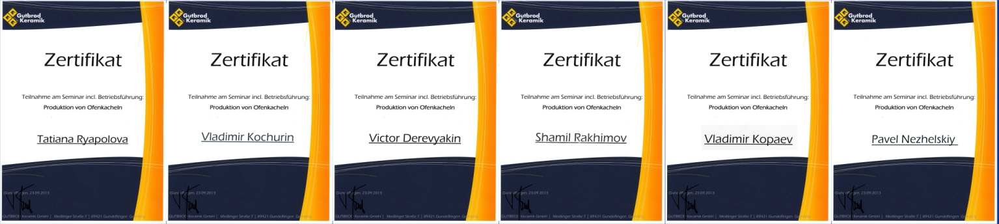 Gutbrod
Keramik
Zertifikat
Teilnahme am Seminar incl. Betriebsführung:
Produktion von Ofenkacheln
Tatiana Ryapolova
Gundelfingen, 23.09.2013
GUTBROD Keramik GmbH | Medlinger Straße 7 | 89421 Gundelfingen Germany
Gutbrod
Keramik
Zertifikat
Teilnahme am Seminar incl. Betriebsführung:
Produktion von Ofenkacheln
Vladimir Kochurin
Gundelfingen, 23.09.2013
GUTBROD Keramik GmbH | Medlinger Straße 7 | 89421 Gundelfingen Germany
Gutbrod
Keramik
Zertifikat
Teilnahme am Seminar incl. Betriebsführung:
Produktion von Ofenkacheln
Victor Derevyakin
Gundelfingen, 23.09.2013
GUTBROD Keramik GmbH | Medlinger Straße 7 | 89421 Gundelfingen Germany
Gutbrod
Keramik
Zertifikat
Teilnahme am Seminar incl. Betriebsführung:
Produktion von Ofenkacheln
Shamil Rakhimov
Gundelfingen, 23.09.2013
GUTBROD Keramik GmbH | Medlinger Straße 7 | 89421 Gundelfingen Germany
Gutbrod
Keramik
Zertifikat
Teilnahme am Seminar incl. Betriebsführung:
Produktion von Ofenkacheln
Vladimir Kopaev
Gundelfingen, 23.09.2013
GUTBROD Keramik GmbH | Medlinger Straße 7 | 89421 Gundelfingen Germany
Gutbrod
Keramik
Zertifikat
Teilnahme am Seminar incl. Betriebsführung:
Produktion von Ofenkacheln
Pavel Nezhelskiy
Gundelfingen, 23.09.2013
GUTBROD Keramik GmbH | Medlinger Straße 7 | 89421 Gundelfingen Germany